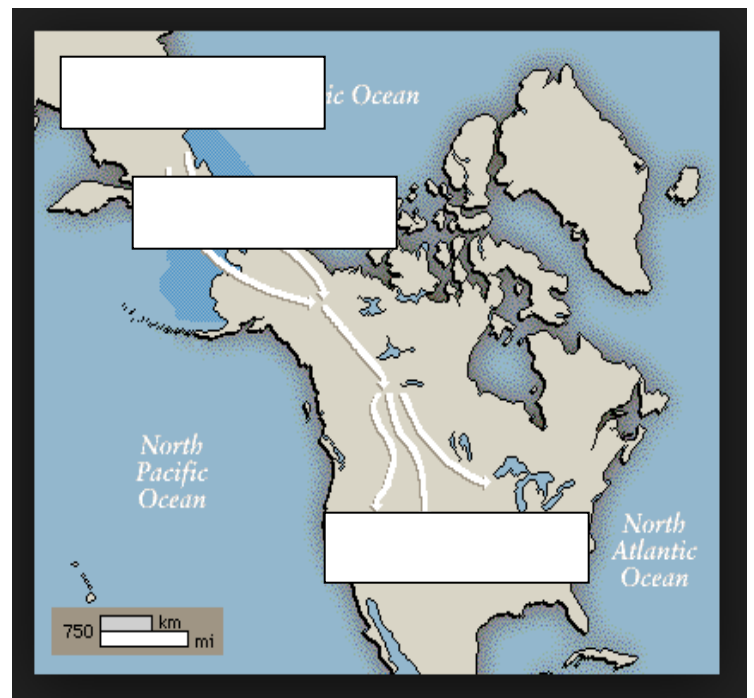 ic Ocean
North
Pacific
Ocean
North
Atlantic
Ocean
750 km
mi